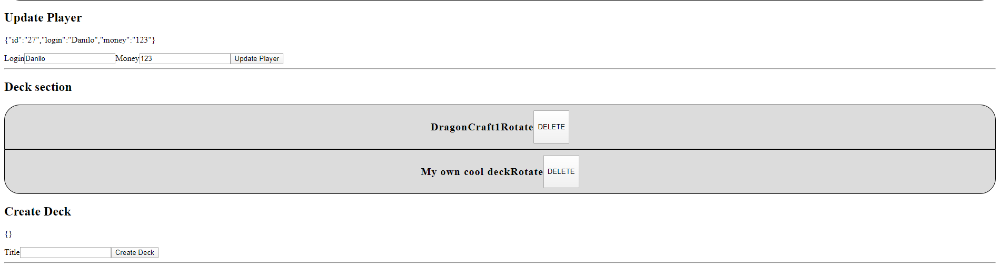 Update Player
{"id":"27","login":"Danilo","money":"123"}
Login Danilo Money 123 Update Player
Deck section
DragonCraft1Rotate DELETE
My own cool deckRotate DELETE
Create Deck
{}
Title Create Deck